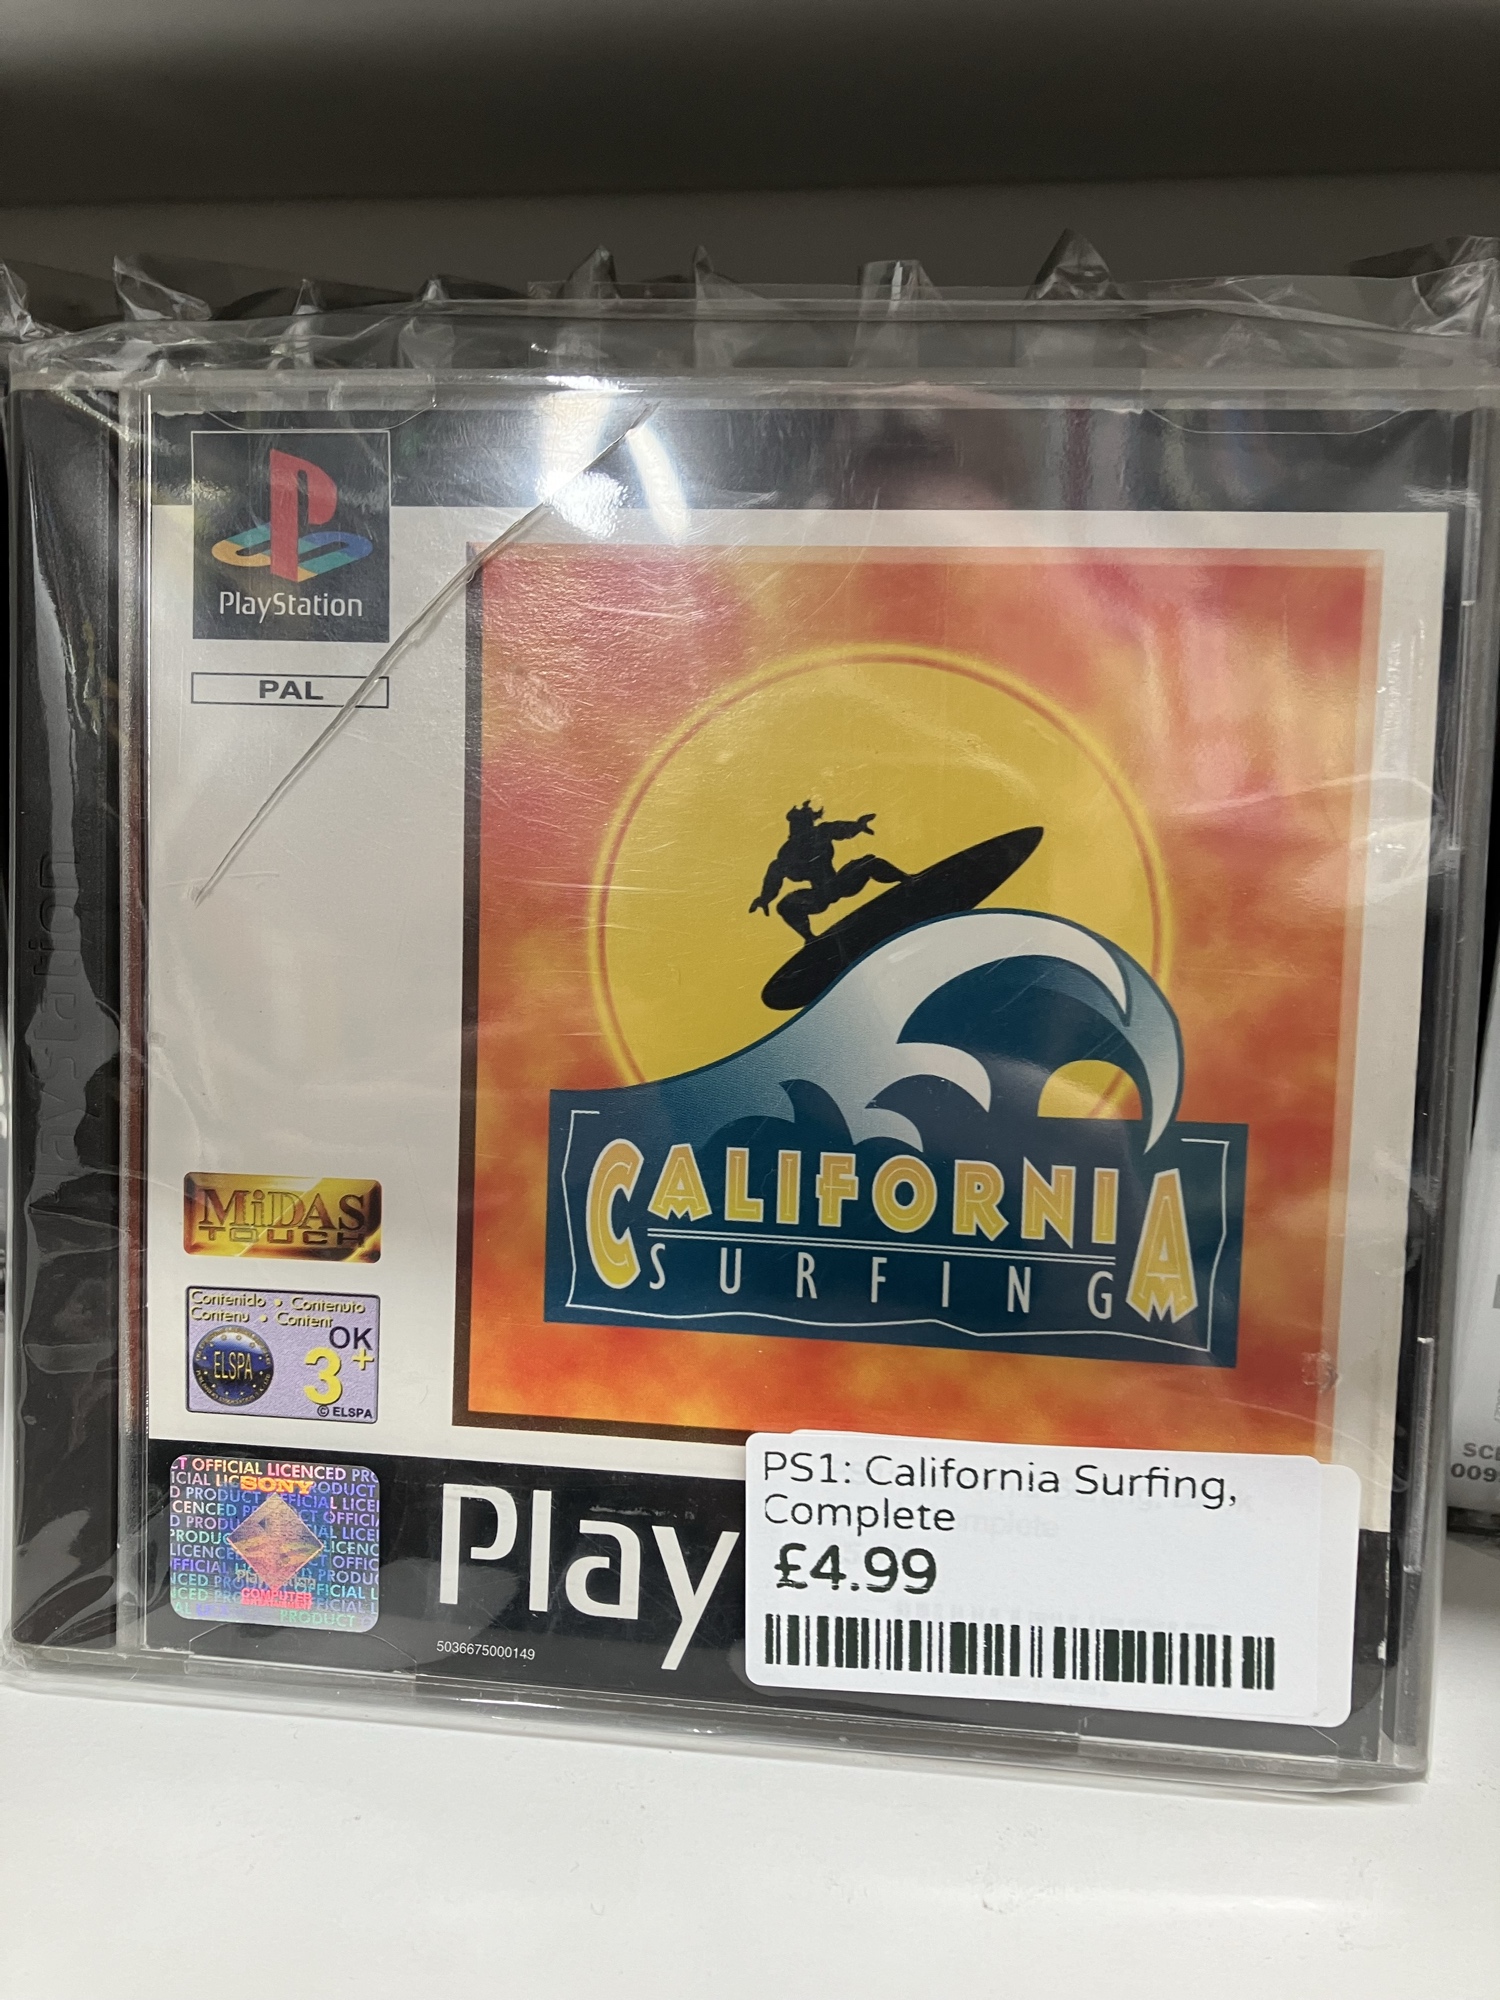 PlayStation
PAL
CALIFORNIA
SURFING
MiDAS
TOUCH
Contenido • Contenuto
Contenu • Content
OK
ELSPA
3+
© ELSPA
OFFICIAL LICENCED
SONY
COMPUTER
PRODUCT
Play
5036675000149
PS1: California Surfing,
Complete
£4.99